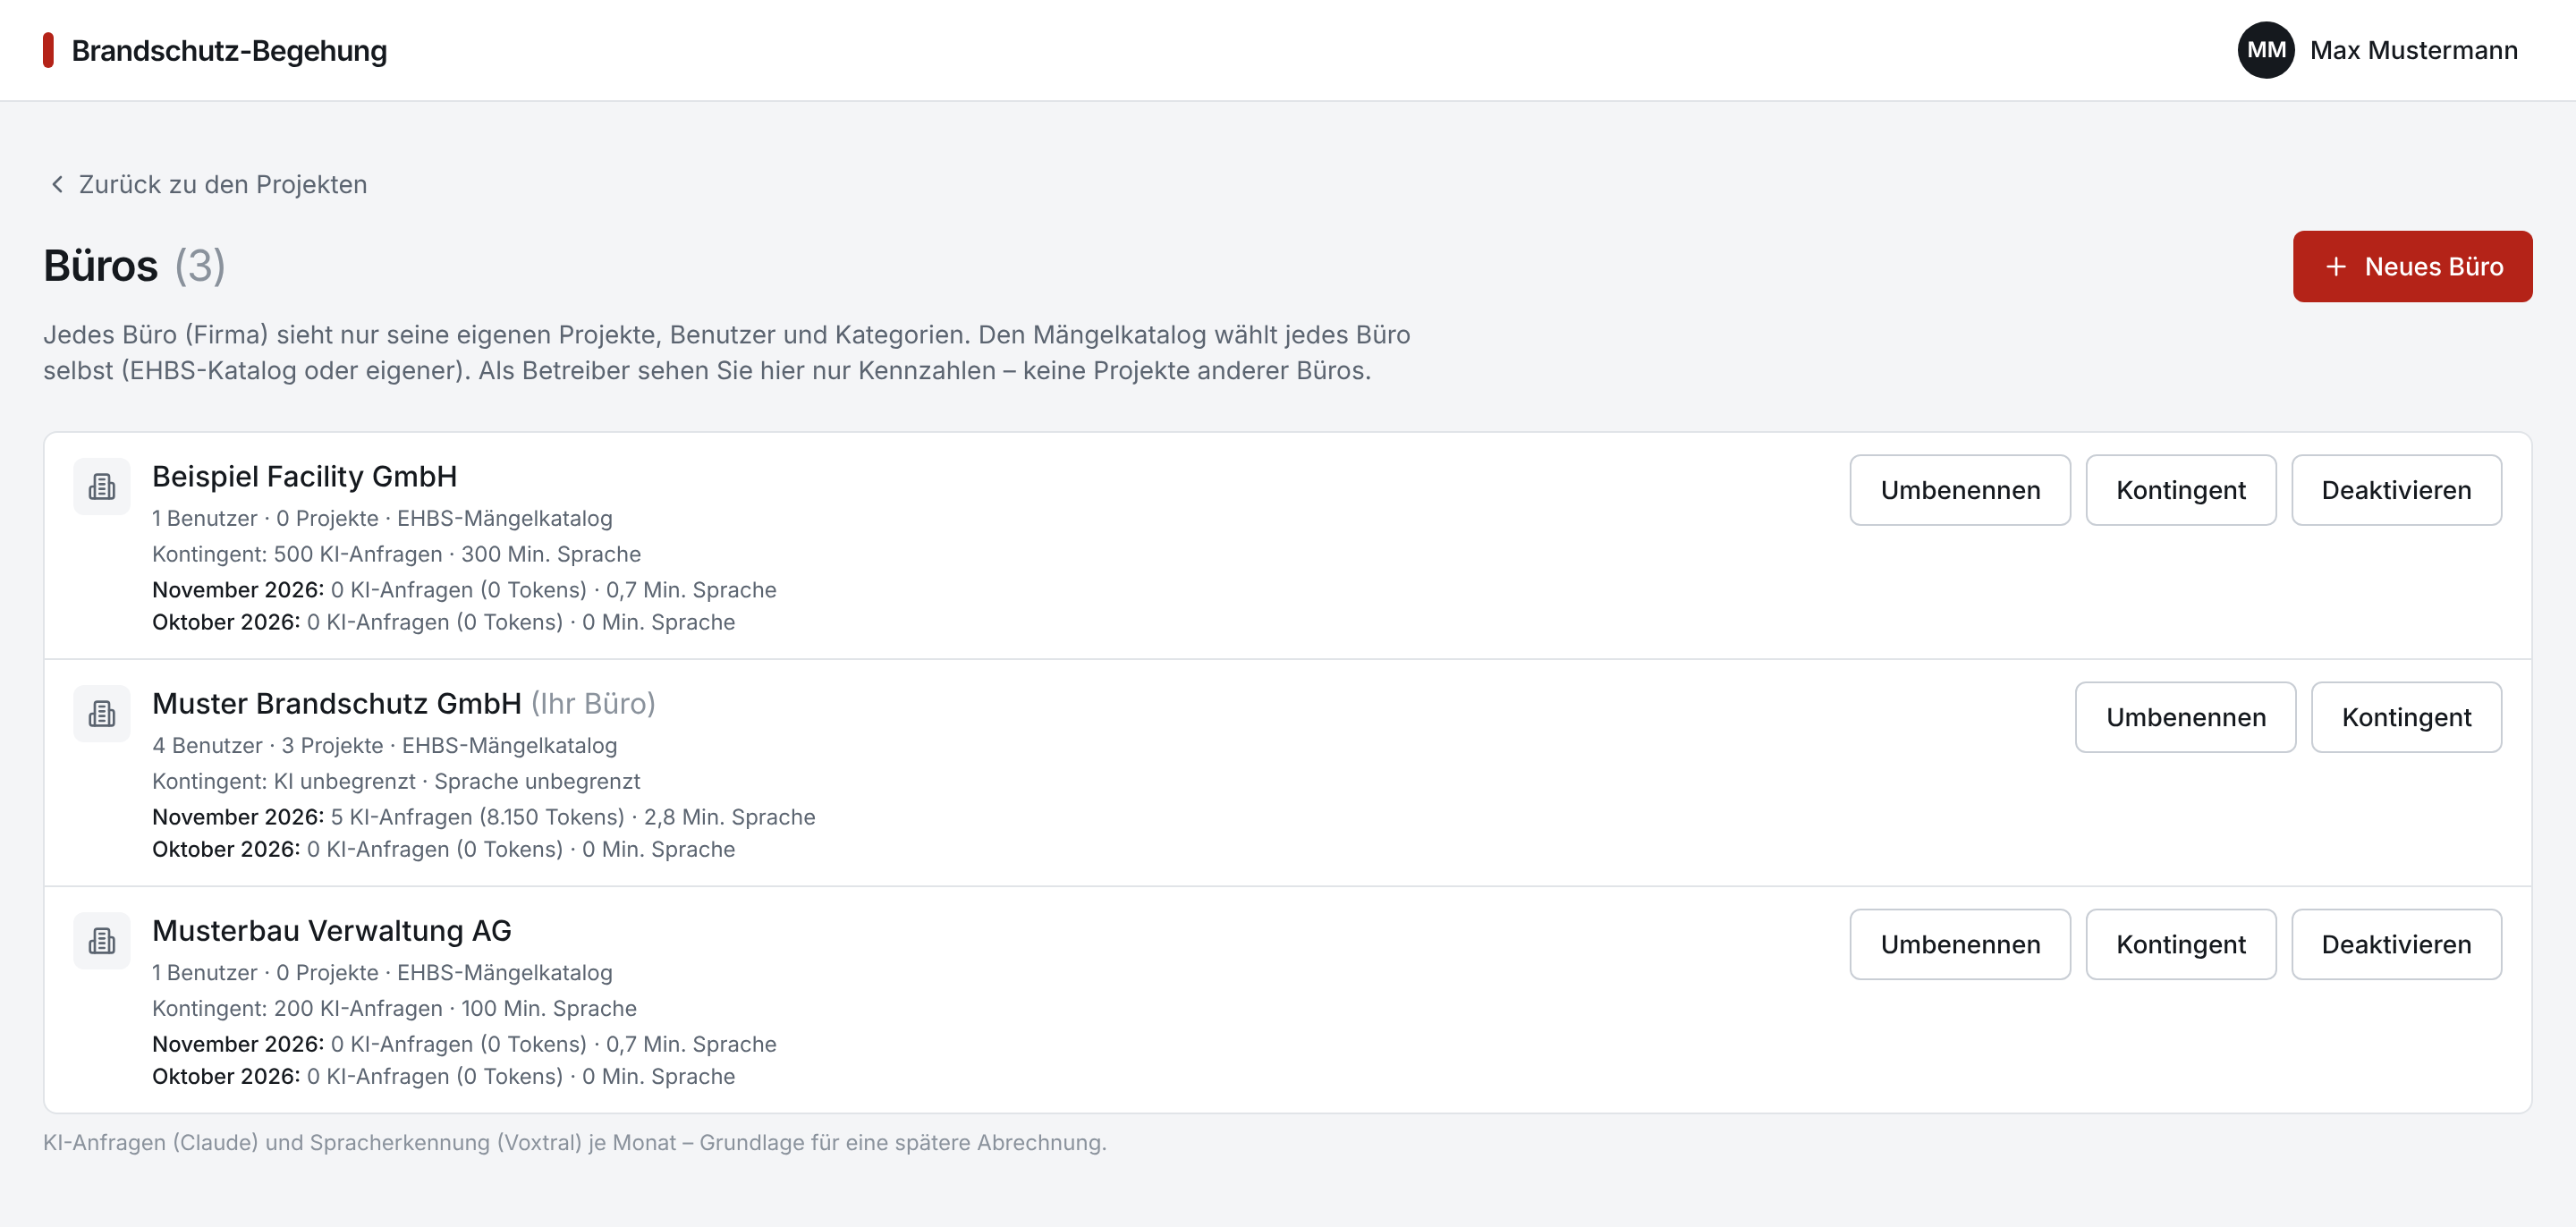 Brandschutz-Begehung
MM Max Mustermann
Zurück zu den Projekten
Büros (3)
+ Neues Büro
Jedes Büro (Firma) sieht nur seine eigenen Projekte, Benutzer und Kategorien. Den Mängelkatalog wählt jedes Büro
selbst (EHBS-Katalog oder eigener). Als Betreiber sehen Sie hier nur Kennzahlen – keine Projekte anderer Büros.
Beispiel Facility GmbH
Umbenennen Kontingent Deaktivieren
1 Benutzer · 0 Projekte · EHBS-Mängelkatalog
Kontingent: 500 KI-Anfragen · 300 Min. Sprache
November 2026: 0 KI-Anfragen (0 Tokens) · 0,7 Min. Sprache
Oktober 2026: 0 KI-Anfragen (0 Tokens) · 0 Min. Sprache
Muster Brandschutz GmbH (Ihr Büro)
Umbenennen Kontingent
4 Benutzer · 3 Projekte · EHBS-Mängelkatalog
Kontingent: KI unbegrenzt · Sprache unbegrenzt
November 2026: 5 KI-Anfragen (8.150 Tokens) · 2,8 Min. Sprache
Oktober 2026: 0 KI-Anfragen (0 Tokens) · 0 Min. Sprache
Musterbau Verwaltung AG
Umbenennen Kontingent Deaktivieren
1 Benutzer · 0 Projekte · EHBS-Mängelkatalog
Kontingent: 200 KI-Anfragen · 100 Min. Sprache
November 2026: 0 KI-Anfragen (0 Tokens) · 0,7 Min. Sprache
Oktober 2026: 0 KI-Anfragen (0 Tokens) · 0 Min. Sprache
KI-Anfragen (Claude) und Spracherkennung (Voxtral) je Monat – Grundlage für eine spätere Abrechnung.